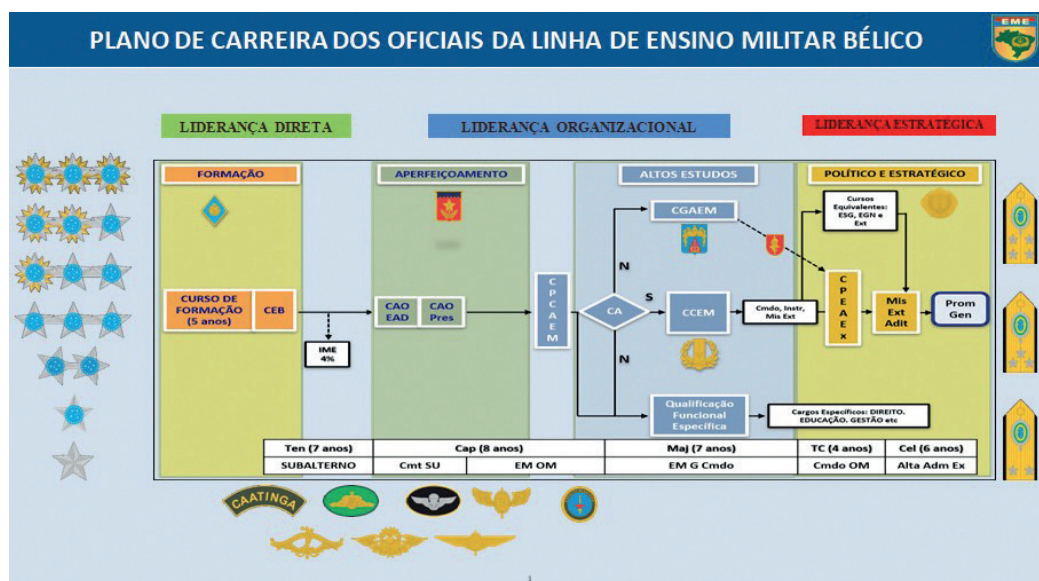 PLANO DE CARREIRA DOS OFICIAIS DA LINHA DE ENSINO MILITAR BÉLICO
EME
LIDERANÇA DIRETA
LIDERANÇA ORGANIZACIONAL
LIDERANÇA ESTRATÉGICA
FORMAÇÃO
APERFEIÇOAMENTO
ALTOS ESTUDOS
POLÍTICO E ESTRATÉGICO
CURSO DE
FORMAÇÃO
(5 anos)
CEB
IME
4%
CAO
EAD
CAO
Pres
CPCAEM
CA
N
S
N
CGAEM
CCEM
Qualificação
Funcional
Específica
Cmdo, Instr,
Mis Ext
Cargos Específicos: DIREITO.
EDUCAÇÃO. GESTÃO etc
Cursos
Equivalentes:
ESG, EGN e
Ext
CPEAEx
Mis
Ext
Adit
Prom
Gen
Ten (7 anos)
Cap (8 anos)
Maj (7 anos)
TC (4 anos)
Cel (6 anos)
SUBALTERNO
Cmt SU
EM OM
EM G Cmdo
Cmdo OM
Alta Adm Ex
CAATINGA
1